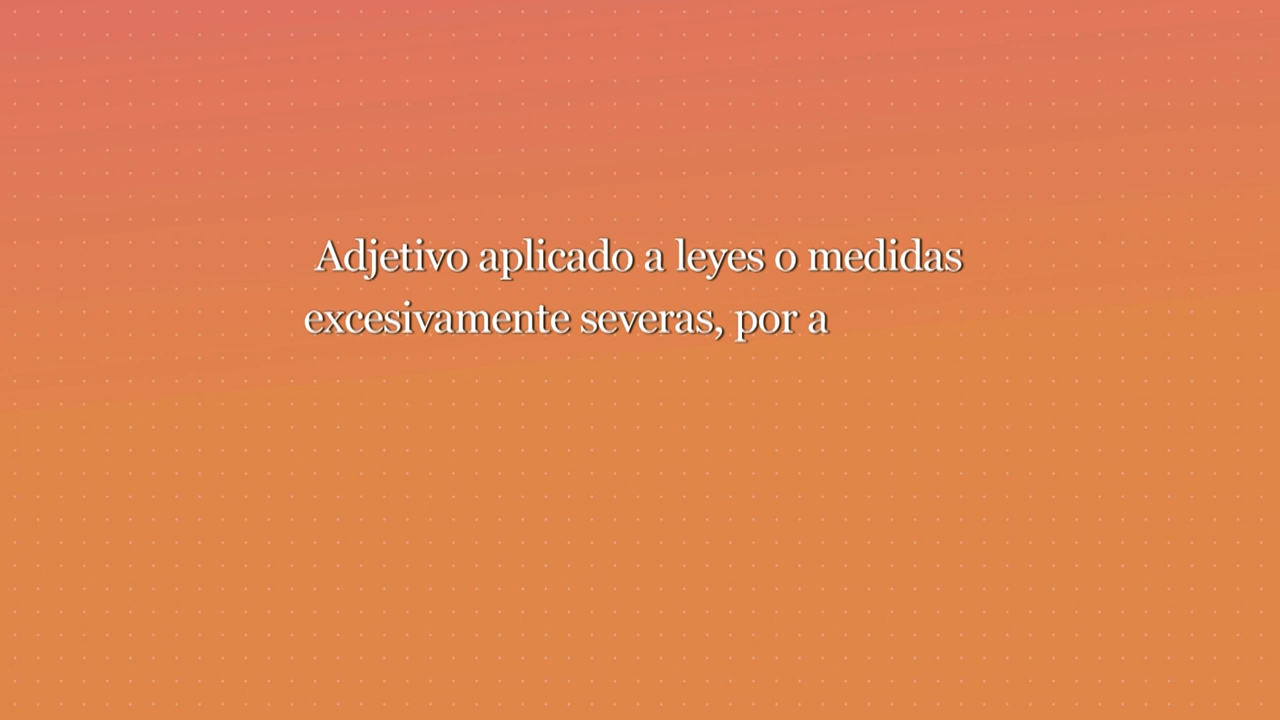 Adjetivo aplicado a leyes o medidas
excesivamente severas, por a